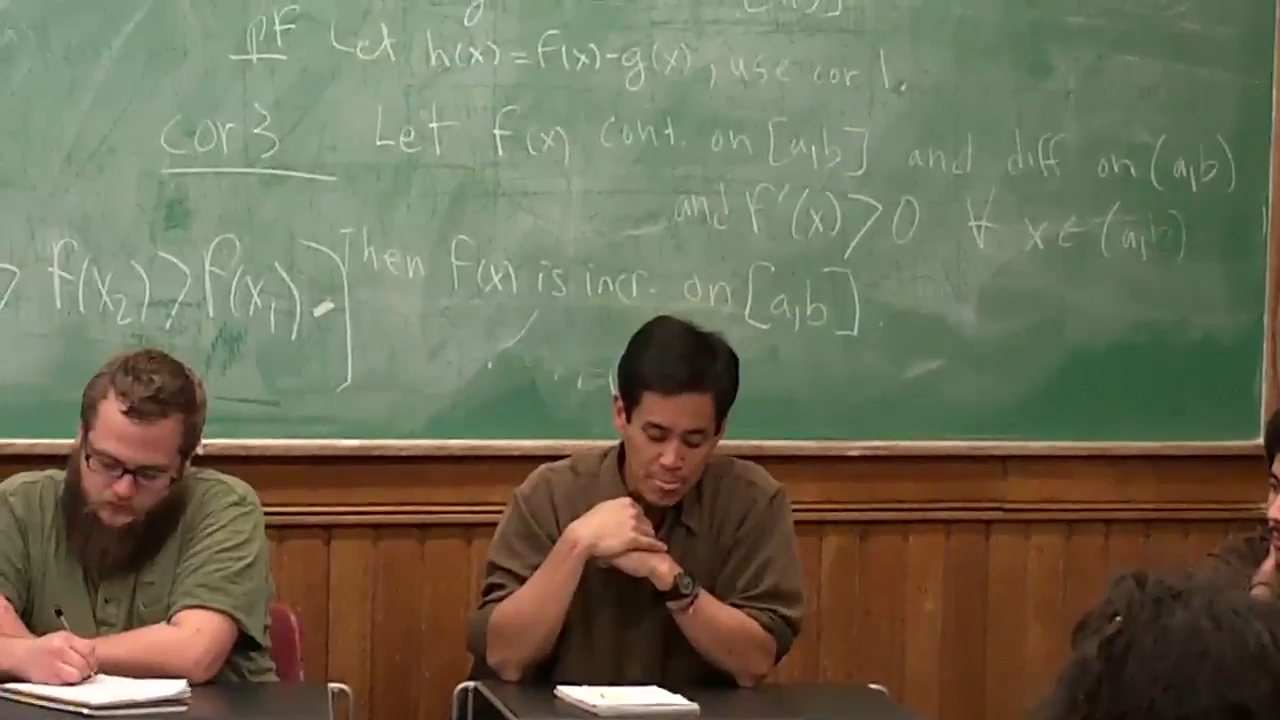 pf Let h(x)=f(x)-g(x), use cor 1.
cor 3 Let f(x) cont. on [a,b] and diff on (a,b)
and f'(x)>0 ∀ x∈(a,b)
> f(x₂)>f(x₁).] Then f(x) is incr. on [a,b].